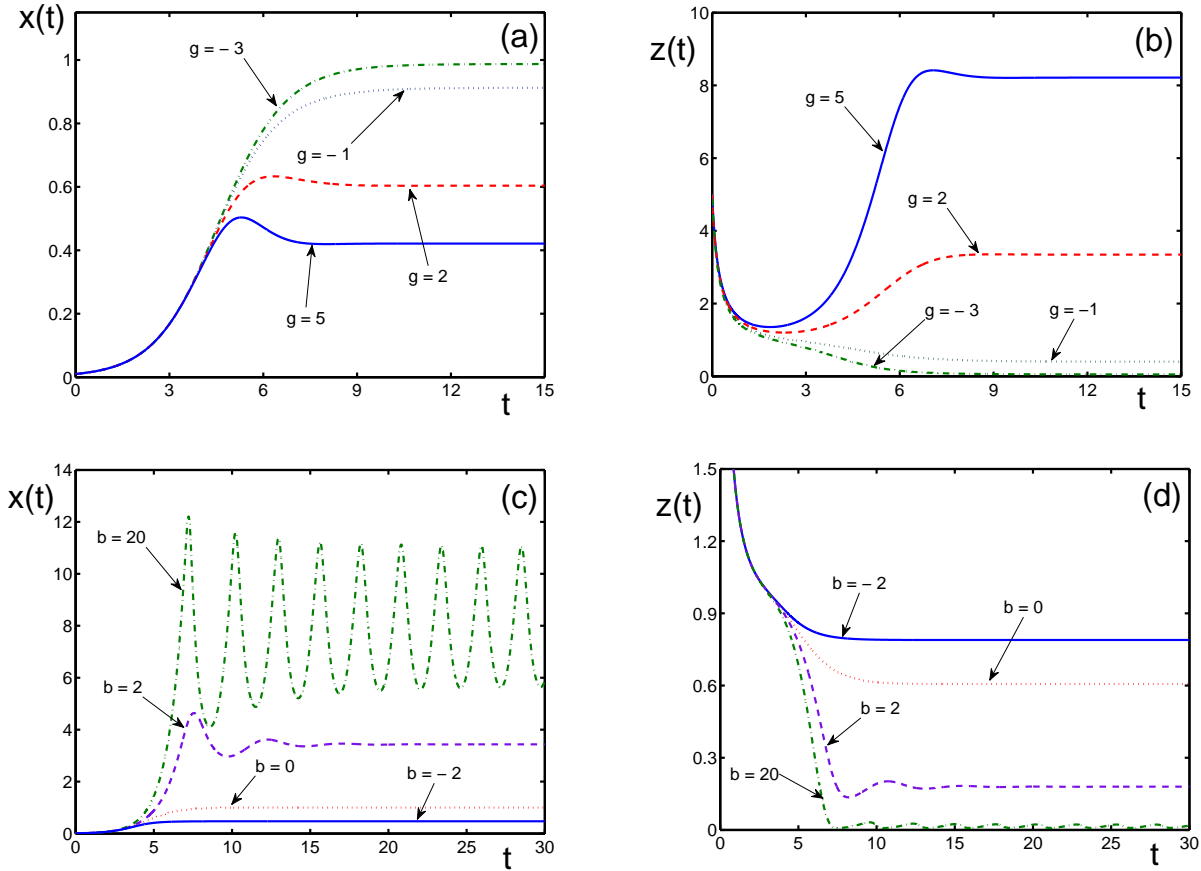 x(t)
(a)
g = − 3
g = − 1
g = 2
g = 5
1
0.8
0.6
0.4
0.2
0
0 3 6 9 12 15
t
z(t)
(b)
g = 5
g = 2
g = − 3
g = −1
10
8
6
4
2
0
0 3 6 9 12 15
t
x(t)
(c)
b = 20
b = 2
b = 0
b = − 2
14
12
10
8
6
4
2
0
0 5 10 15 20 25 30
t
z(t)
(d)
b = − 2
b = 0
b = 2
b = 20
1.5
1.2
0.9
0.6
0.3
0
0 5 10 15 20 25 30
t